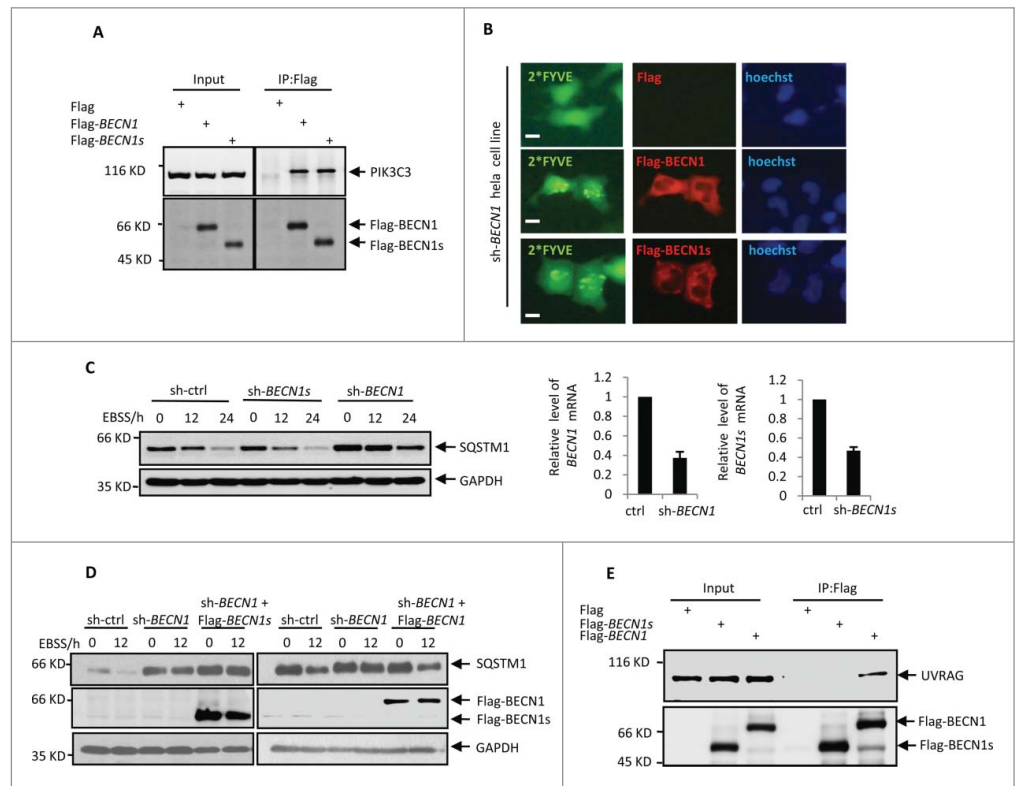 A
Input IP:Flag
Flag + +
Flag-BECN1 + +
Flag-BECN1s + +
116 KD PIK3C3
66 KD Flag-BECN1
Flag-BECN1s
45 KD
B
sh-BECN1 hela cell line
2*FYVE Flag hoechst
2*FYVE Flag-BECN1 hoechst
2*FYVE Flag-BECN1s hoechst
C
sh-ctrl sh-BECN1s sh-BECN1
EBSS/h 0 12 24 0 12 24 0 12 24
66 KD SQSTM1
35 KD GAPDH
Relative level of
BECN1 mRNA
1.2
1
0.8
0.6
0.4
0.2
0
ctrl sh-BECN1
Relative level of
BECN1s mRNA
1.2
1
0.8
0.6
0.4
0.2
0
ctrl sh-BECN1s
D
sh-ctrl sh-BECN1 sh-BECN1 + Flag-BECN1s sh-ctrl sh-BECN1 sh-BECN1 + Flag-BECN1
EBSS/h 0 12 0 12 0 12 0 12 0 12 0 12
66 KD SQSTM1
66 KD Flag-BECN1
Flag-BECN1s
35 KD GAPDH
E
Input IP:Flag
Flag + +
Flag-BECN1s + +
Flag-BECN1 + +
116 KD
UVRAG
66 KD Flag-BECN1
Flag-BECN1s
45 KD